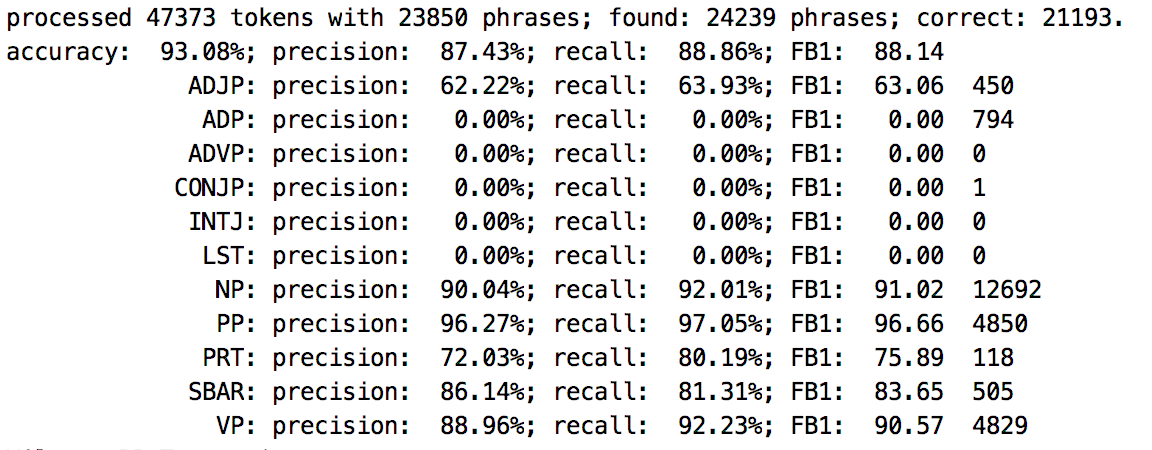 processed 47373 tokens with 23850 phrases; found: 24239 phrases; correct: 21193.
accuracy: 93.08%; precision: 87.43%; recall: 88.86%; FB1: 88.14
ADJP: precision: 62.22%; recall: 63.93%; FB1: 63.06 450
ADP: precision: 0.00%; recall: 0.00%; FB1: 0.00 794
ADVP: precision: 0.00%; recall: 0.00%; FB1: 0.00 0
CONJP: precision: 0.00%; recall: 0.00%; FB1: 0.00 1
INTJ: precision: 0.00%; recall: 0.00%; FB1: 0.00 0
LST: precision: 0.00%; recall: 0.00%; FB1: 0.00 0
NP: precision: 90.04%; recall: 92.01%; FB1: 91.02 12692
PP: precision: 96.27%; recall: 97.05%; FB1: 96.66 4850
PRT: precision: 72.03%; recall: 80.19%; FB1: 75.89 118
SBAR: precision: 86.14%; recall: 81.31%; FB1: 83.65 505
VP: precision: 88.96%; recall: 92.23%; FB1: 90.57 4829